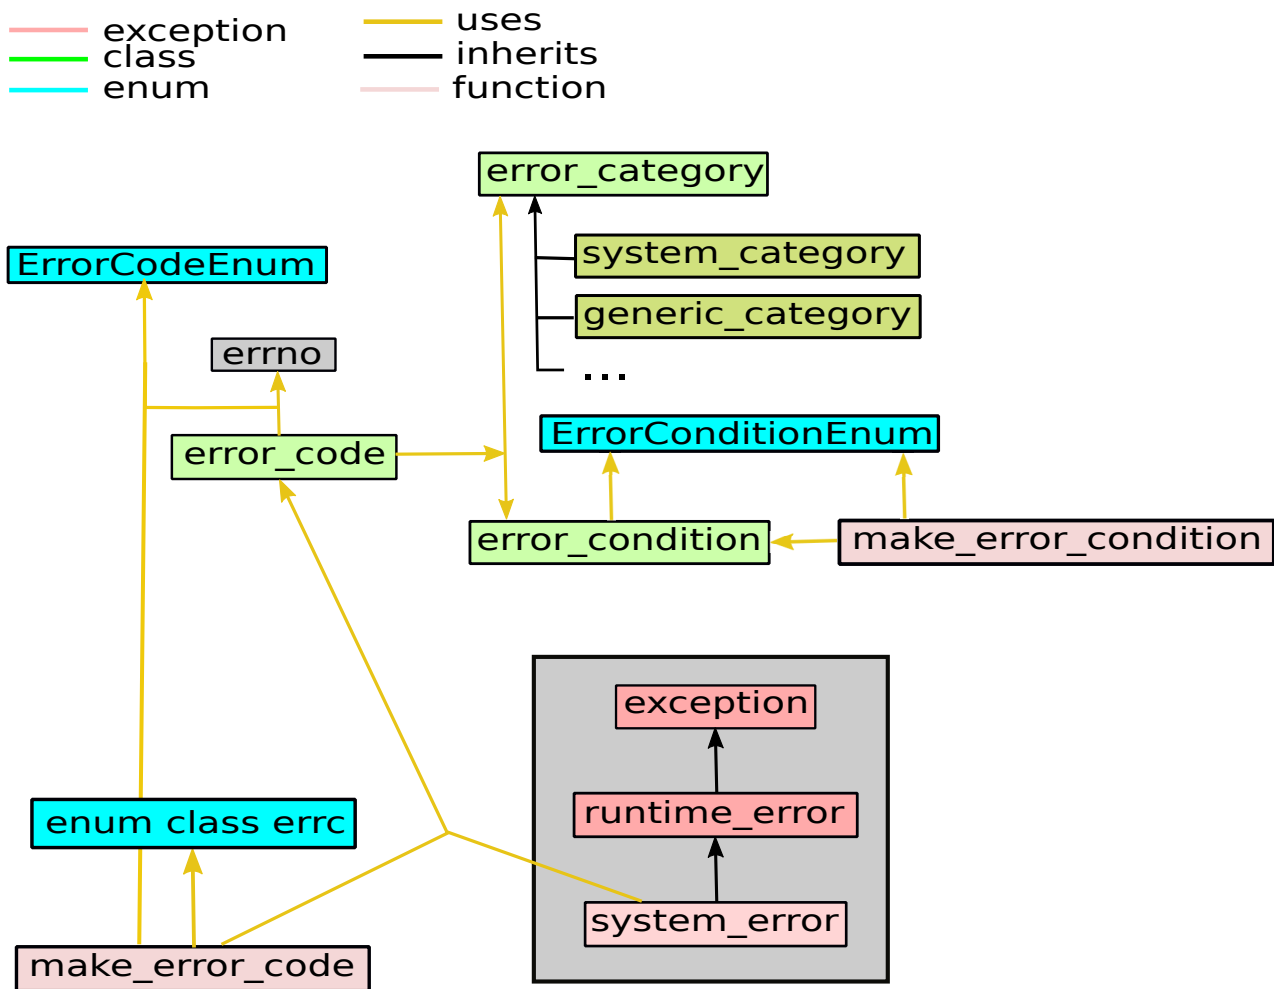 exception
class
enum
uses
inherits
function
error_category
system_category
generic_category
...
ErrorCodeEnum
errno
error_code
ErrorConditionEnum
error_condition
make_error_condition
exception
runtime_error
system_error
enum class errc
make_error_code